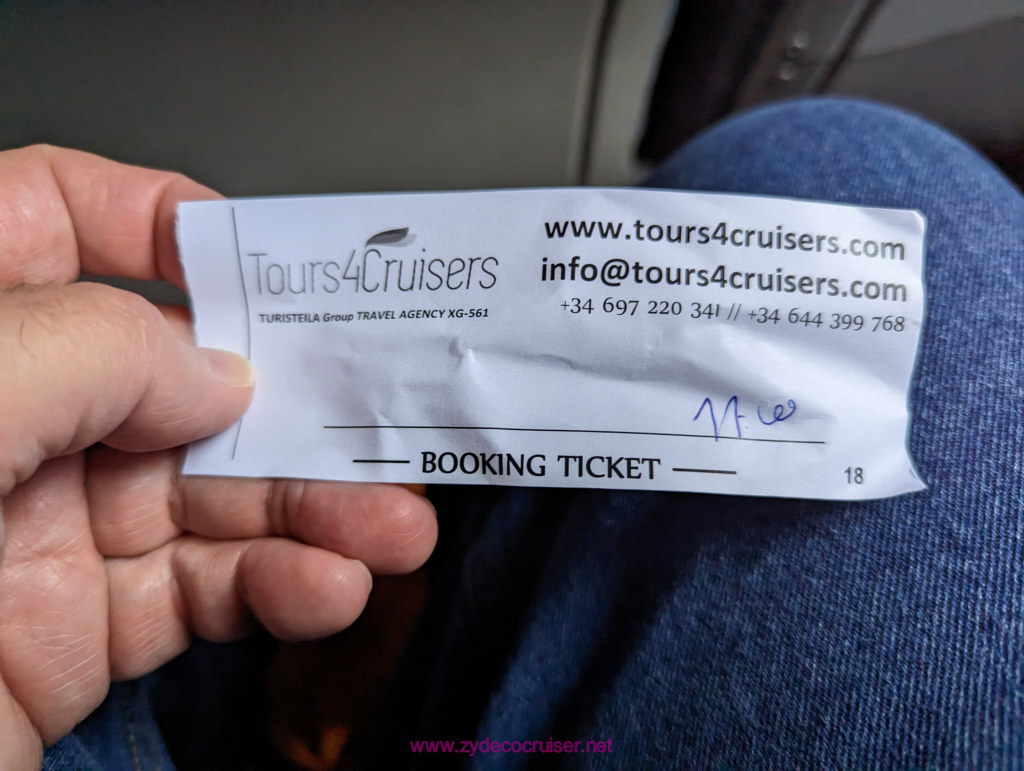 Tours4Cruisers
TURISTEILA Group TRAVEL AGENCY XG-561
www.tours4cruisers.com
info@tours4cruisers.com
+34 697 220 341 // +34 644 399 768
BOOKING TICKET
18
www.zydecocruiser.net